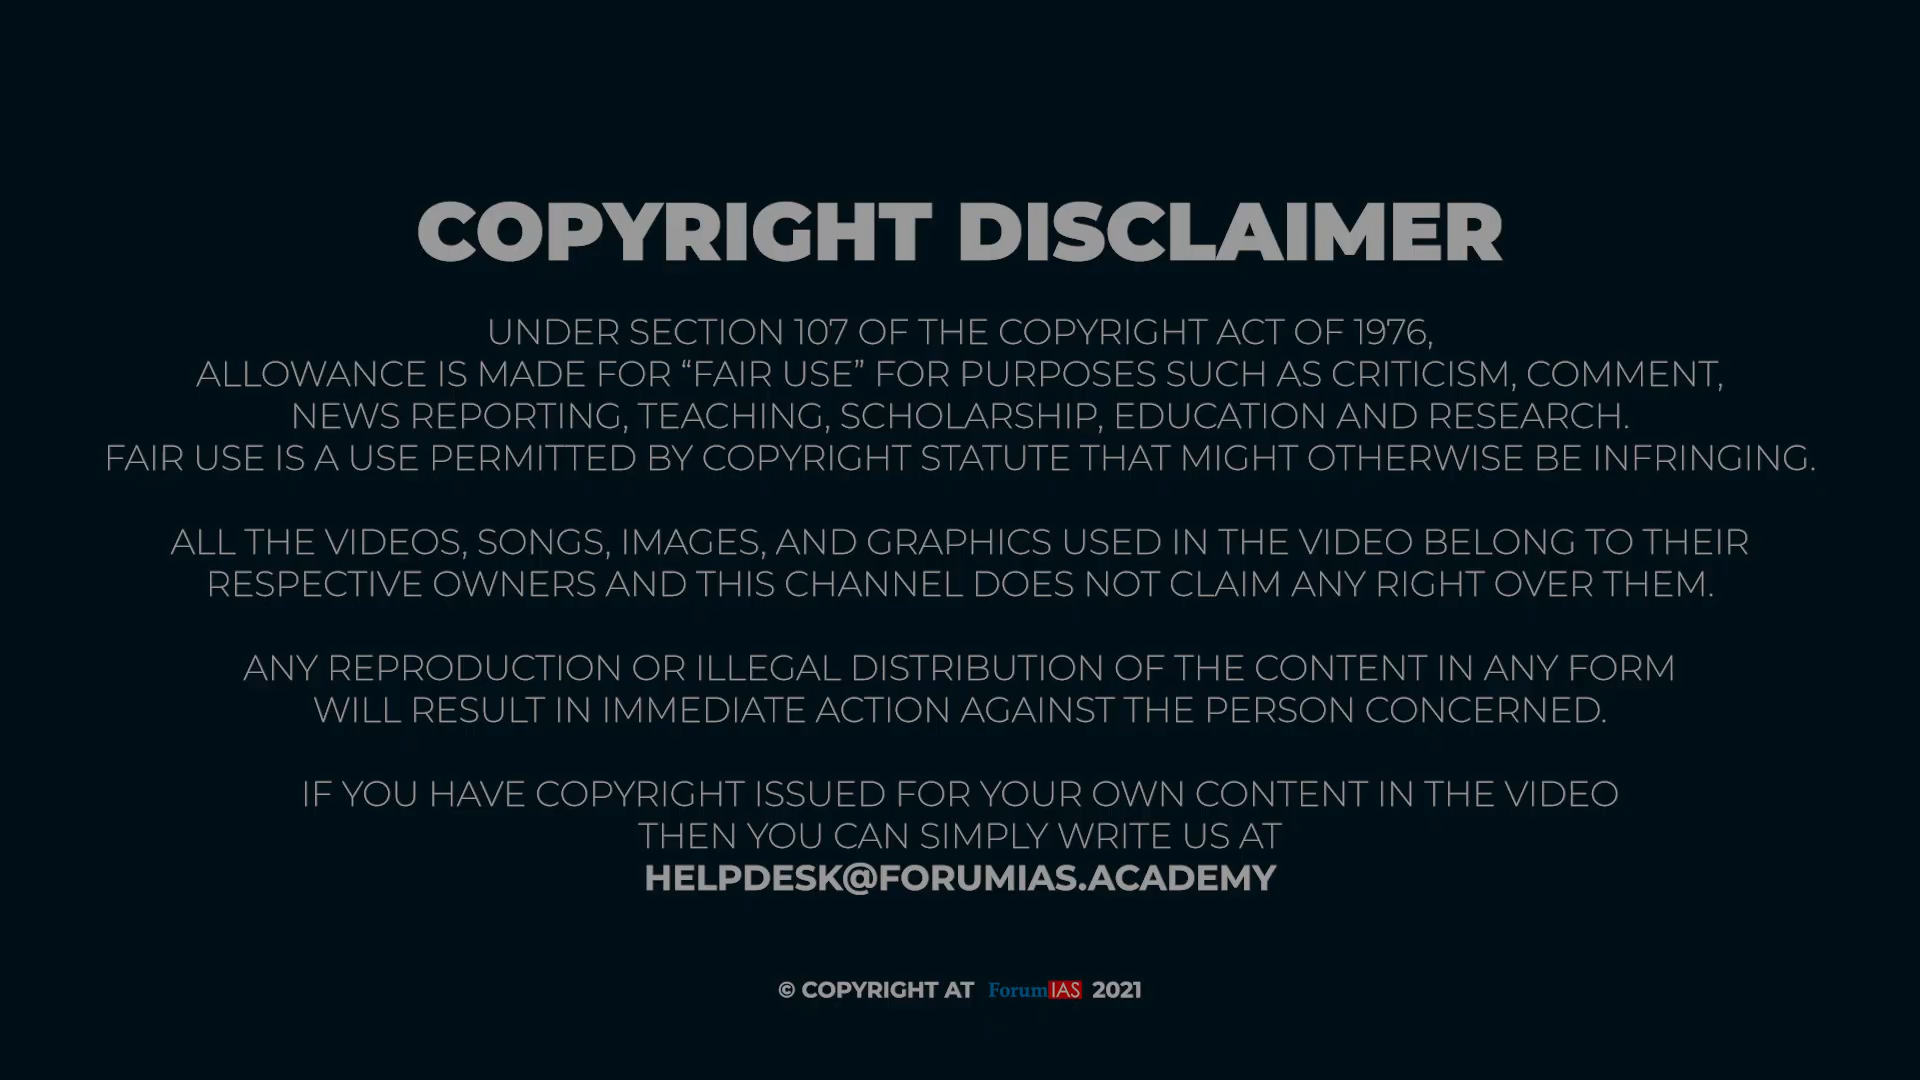 COPYRIGHT DISCLAIMER
UNDER SECTION 107 OF THE COPYRIGHT ACT OF 1976,
ALLOWANCE IS MADE FOR “FAIR USE” FOR PURPOSES SUCH AS CRITICISM, COMMENT,
NEWS REPORTING, TEACHING, SCHOLARSHIP, EDUCATION AND RESEARCH.
FAIR USE IS A USE PERMITTED BY COPYRIGHT STATUTE THAT MIGHT OTHERWISE BE INFRINGING.
ALL THE VIDEOS, SONGS, IMAGES, AND GRAPHICS USED IN THE VIDEO BELONG TO THEIR
RESPECTIVE OWNERS AND THIS CHANNEL DOES NOT CLAIM ANY RIGHT OVER THEM.
ANY REPRODUCTION OR ILLEGAL DISTRIBUTION OF THE CONTENT IN ANY FORM
WILL RESULT IN IMMEDIATE ACTION AGAINST THE PERSON CONCERNED.
IF YOU HAVE COPYRIGHT ISSUED FOR YOUR OWN CONTENT IN THE VIDEO
THEN YOU CAN SIMPLY WRITE US AT
HELPDESK@FORUMIAS.ACADEMY
© COPYRIGHT AT ForumIAS 2021